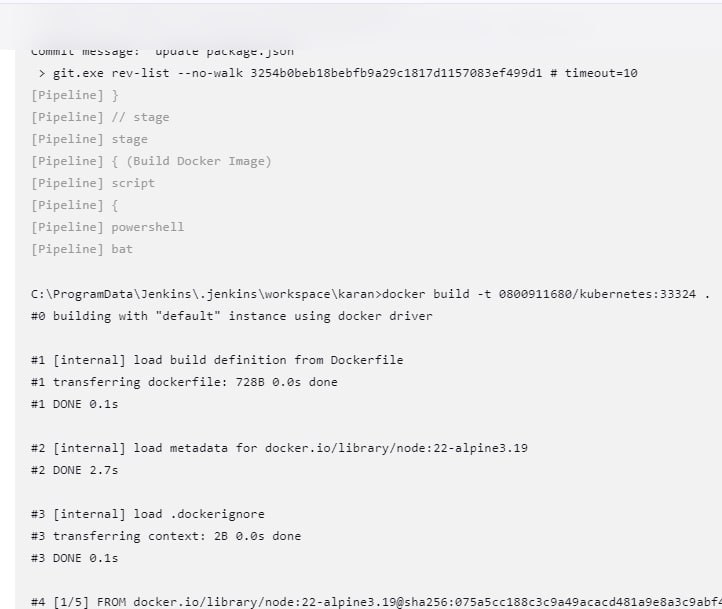 Commit message: "update package.json
> git.exe rev-list --no-walk 3254b0beb18bebfb9a29c1817d1157083ef499d1 # timeout=10
[Pipeline] }
[Pipeline] // stage
[Pipeline] stage
[Pipeline] { (Build Docker Image)
[Pipeline] script
[Pipeline] {
[Pipeline] powershell
[Pipeline] bat
C:\ProgramData\Jenkins\.jenkins\workspace\karan>docker build -t 0800911680/kubernetes:33324 .
#0 building with "default" instance using docker driver
#1 [internal] load build definition from Dockerfile
#1 transferring dockerfile: 728B 0.0s done
#1 DONE 0.1s
#2 [internal] load metadata for docker.io/library/node:22-alpine3.19
#2 DONE 2.7s
#3 [internal] load .dockerignore
#3 transferring context: 2B 0.0s done
#3 DONE 0.1s
#4 [1/5] FROM docker.io/library/node:22-alpine3.19@sha256:075a5cc188c3c9a49acacd481a9e8a3c9abf4